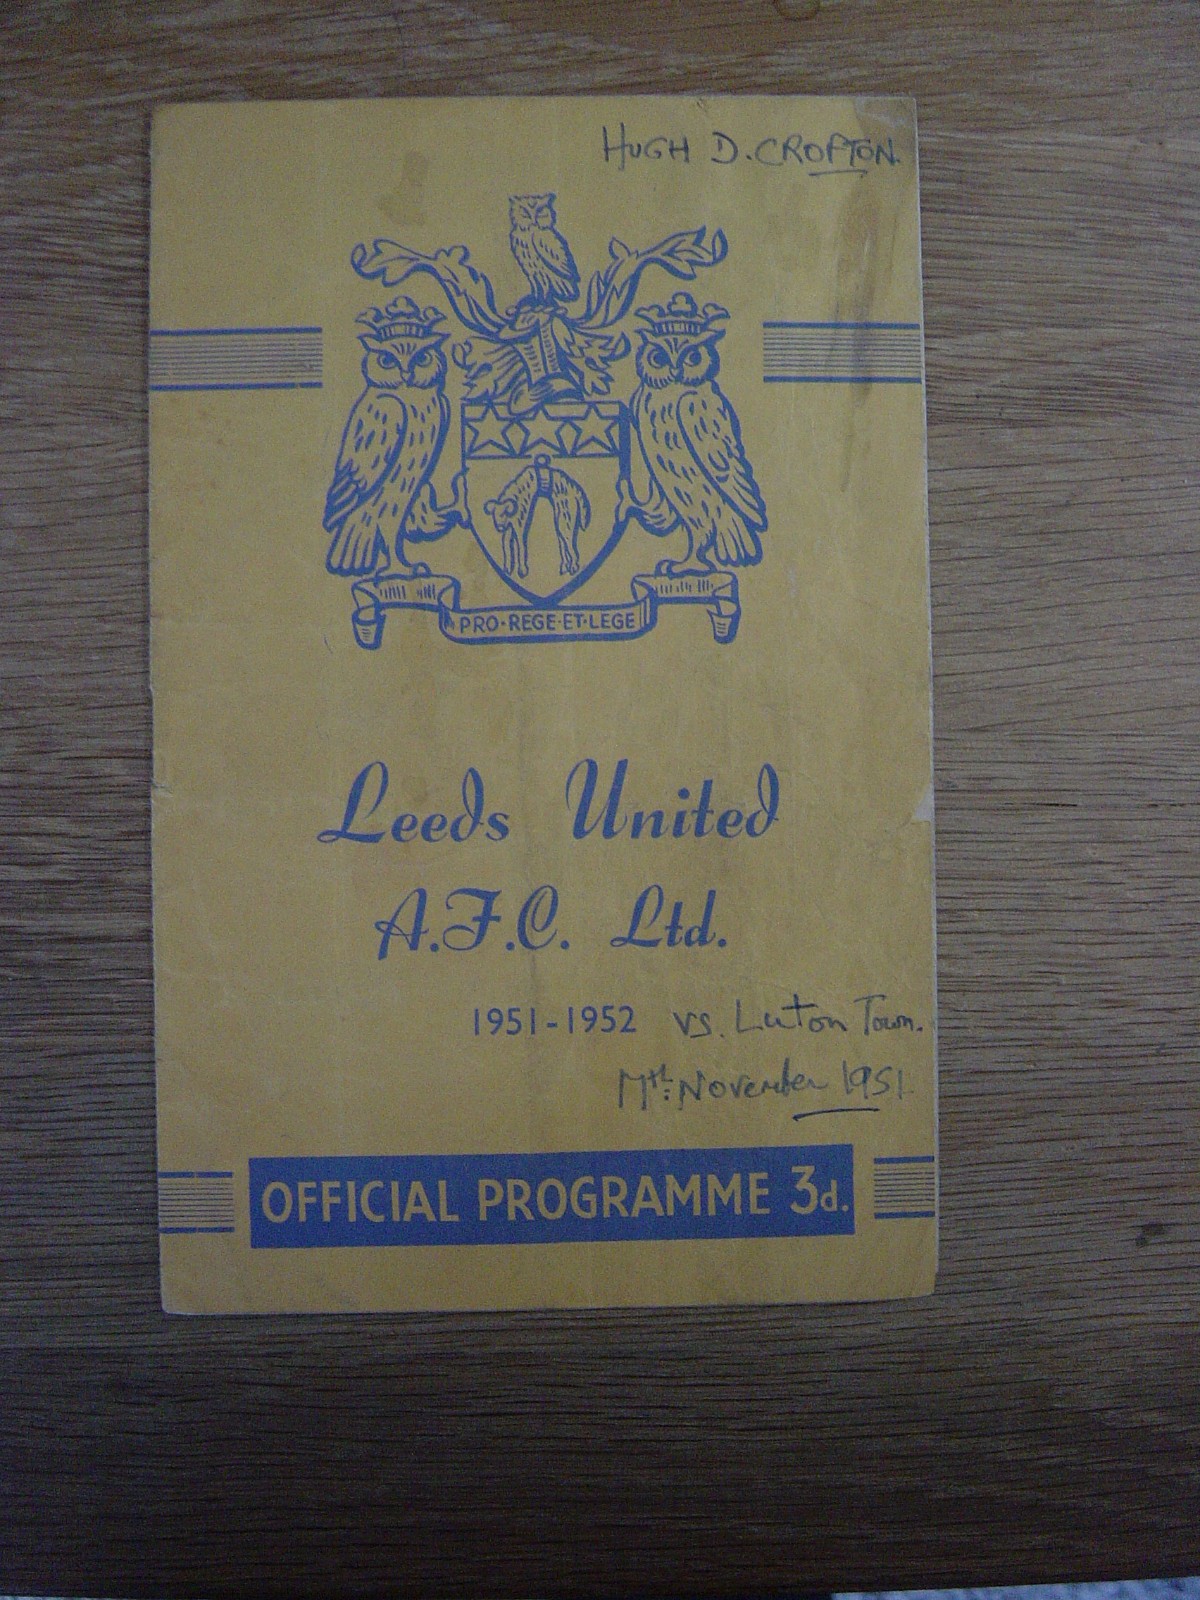 HUGH D. CROFTON.
PRO·REGE·ET·LEGE
Leeds United
A.F.C. Ltd.
1951-1952 vs. Luton Town.
November 1951.
OFFICIAL PROGRAMME 3d.